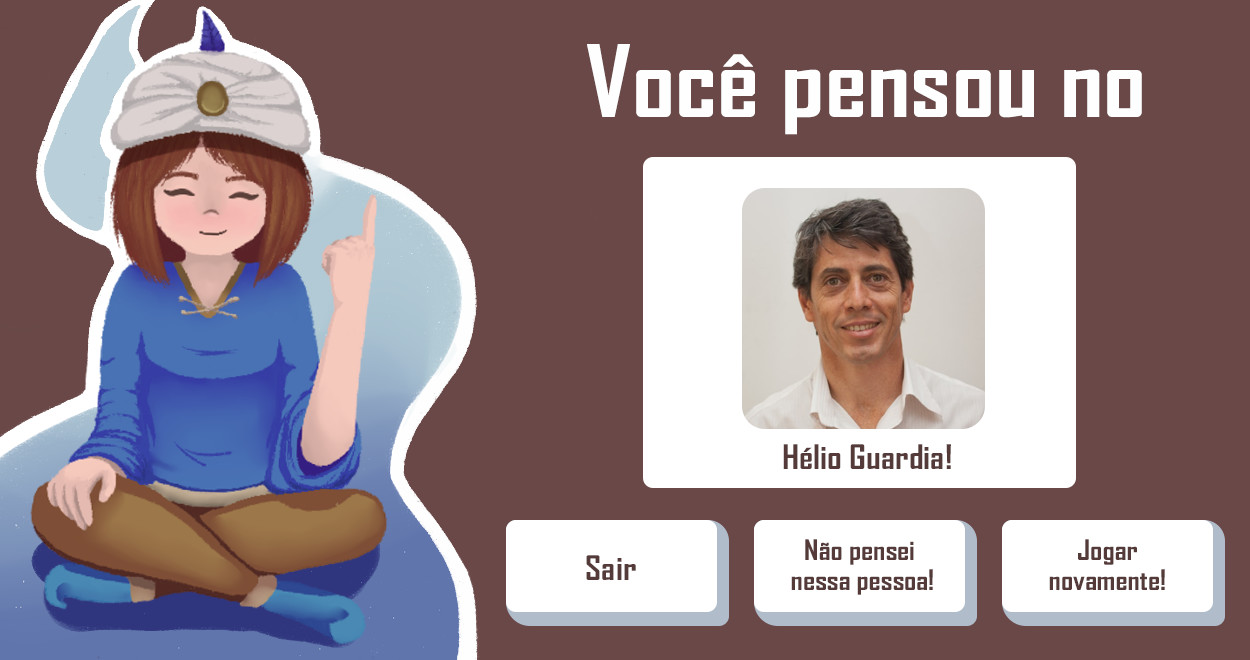 Você pensou no
Hélio Guardia!
Sair
Não pensei
nessa pessoa!
Jogar
novamente!